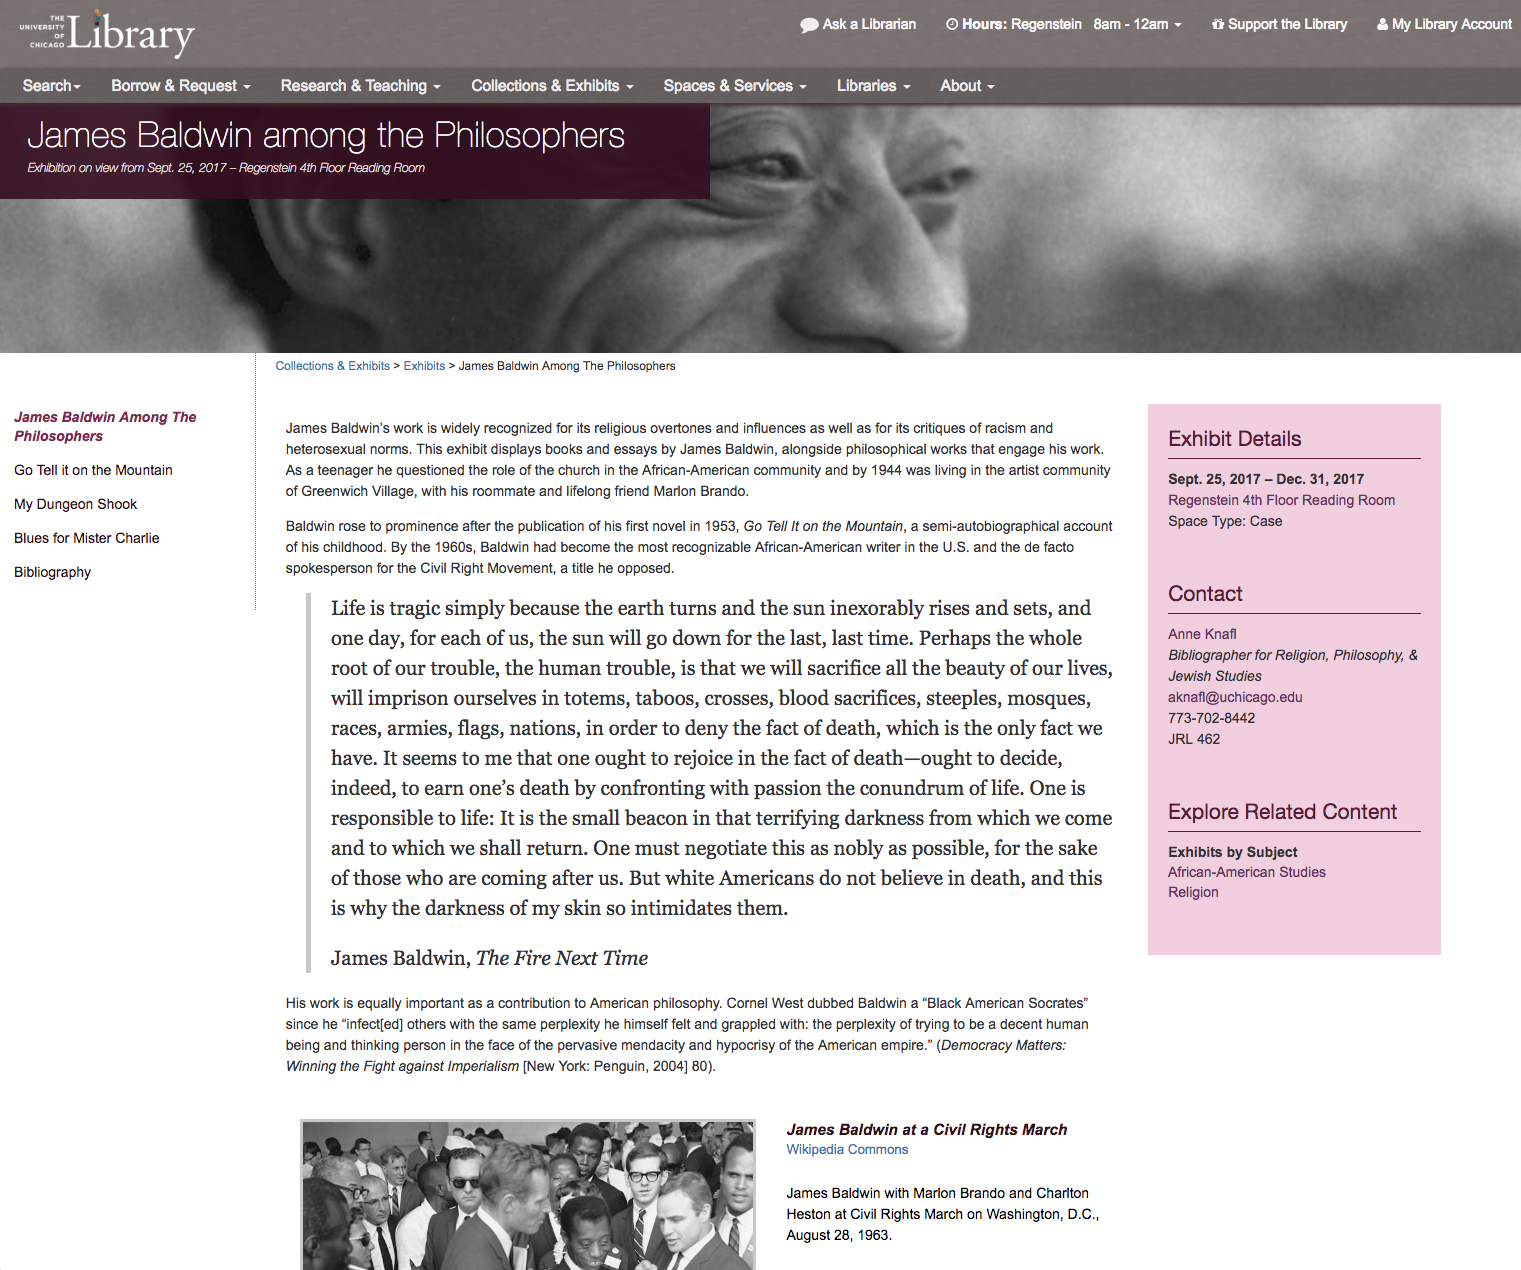 THE
UNIVERSITY
OF
CHICAGO
Library
Ask a Librarian
Hours: Regenstein 8am - 12am
Support the Library
My Library Account
Search
Borrow & Request
Research & Teaching
Collections & Exhibits
Spaces & Services
Libraries
About
James Baldwin among the Philosophers
Exhibition on view from Sept. 25, 2017 – Regenstein 4th Floor Reading Room
Collections & Exhibits > Exhibits > James Baldwin Among The Philosophers
James Baldwin Among The
Philosophers
Go Tell it on the Mountain
My Dungeon Shook
Blues for Mister Charlie
Bibliography
James Baldwin's work is widely recognized for its religious overtones and influences as well as for its critiques of racism and
heterosexual norms. This exhibit displays books and essays by James Baldwin, alongside philosophical works that engage his work.
As a teenager he questioned the role of the church in the African-American community and by 1944 was living in the artist community
of Greenwich Village, with his roommate and lifelong friend Marlon Brando.
Baldwin rose to prominence after the publication of his first novel in 1953, Go Tell It on the Mountain, a semi-autobiographical account
of his childhood. By the 1960s, Baldwin had become the most recognizable African-American writer in the U.S. and the de facto
spokesperson for the Civil Right Movement, a title he opposed.
Life is tragic simply because the earth turns and the sun inexorably rises and sets, and
one day, for each of us, the sun will go down for the last, last time. Perhaps the whole
root of our trouble, the human trouble, is that we will sacrifice all the beauty of our lives,
will imprison ourselves in totems, taboos, crosses, blood sacrifices, steeples, mosques,
races, armies, flags, nations, in order to deny the fact of death, which is the only fact we
have. It seems to me that one ought to rejoice in the fact of death—ought to decide,
indeed, to earn one's death by confronting with passion the conundrum of life. One is
responsible to life: It is the small beacon in that terrifying darkness from which we come
and to which we shall return. One must negotiate this as nobly as possible, for the sake
of those who are coming after us. But white Americans do not believe in death, and this
is why the darkness of my skin so intimidates them.
James Baldwin, The Fire Next Time
His work is equally important as a contribution to American philosophy. Cornel West dubbed Baldwin a “Black American Socrates”
since he “infect[ed] others with the same perplexity he himself felt and grappled with: the perplexity of trying to be a decent human
being and thinking person in the face of the pervasive mendacity and hypocrisy of the American empire.” (Democracy Matters:
Winning the Fight against Imperialism [New York: Penguin, 2004] 80).
James Baldwin at a Civil Rights March
Wikipedia Commons
James Baldwin with Marlon Brando and Charlton
Heston at Civil Rights March on Washington, D.C.,
August 28, 1963.
Exhibit Details
Sept. 25, 2017 – Dec. 31, 2017
Regenstein 4th Floor Reading Room
Space Type: Case
Contact
Anne Knafl
Bibliographer for Religion, Philosophy, &
Jewish Studies
aknafl@uchicago.edu
773-702-8442
JRL 462
Explore Related Content
Exhibits by Subject
African-American Studies
Religion